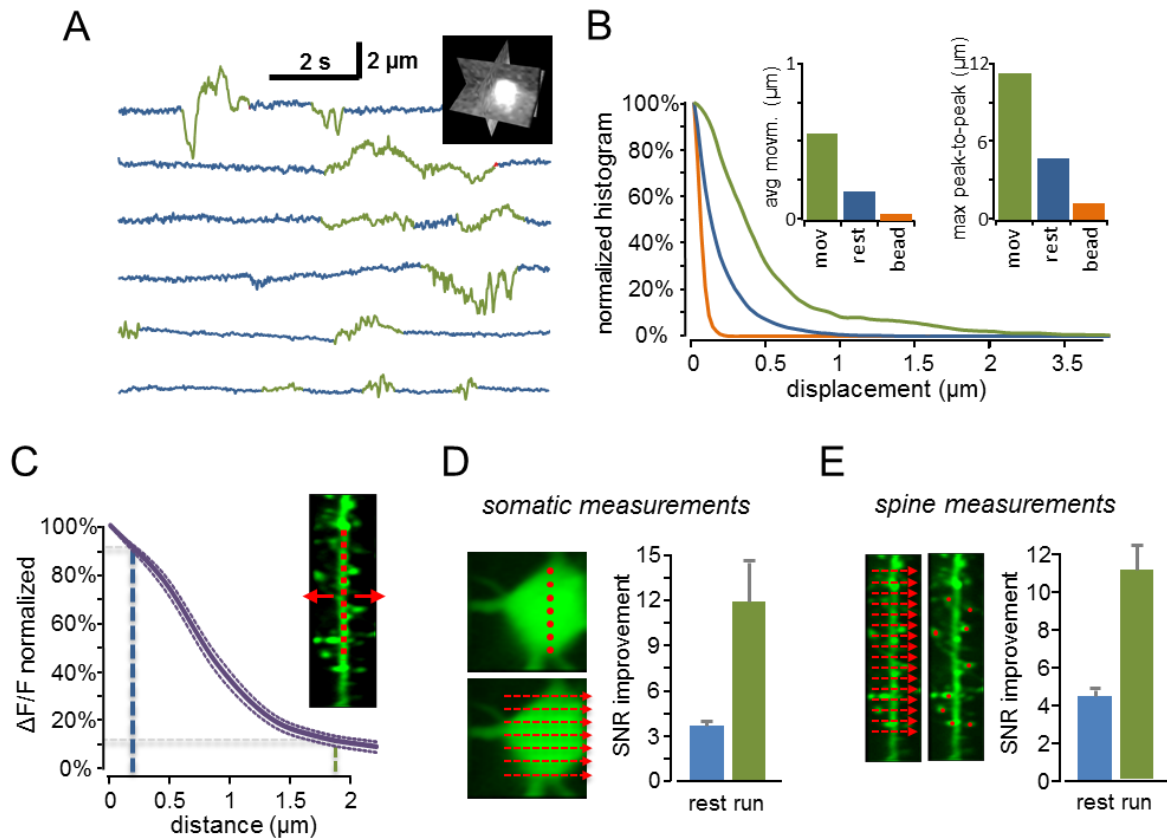 A
2 s
2 µm
B
normalized histogram
100%
80%
60%
40%
20%
0%
0
0.5
1
1.5
2
3.5
displacement (µm)
avg movm. (µm)
1
0
mov
rest
bead
max peak-to-peak (µm)
12
6
0
mov
rest
bead
C
ΔF/F normalized
100%
80%
60%
40%
20%
0%
0
0.5
1
1.5
2
distance (µm)
D
somatic measurements
SNR improvement
15
12
9
6
3
0
rest run
E
spine measurements
SNR improvement
12
10
8
6
4
2
0
rest run